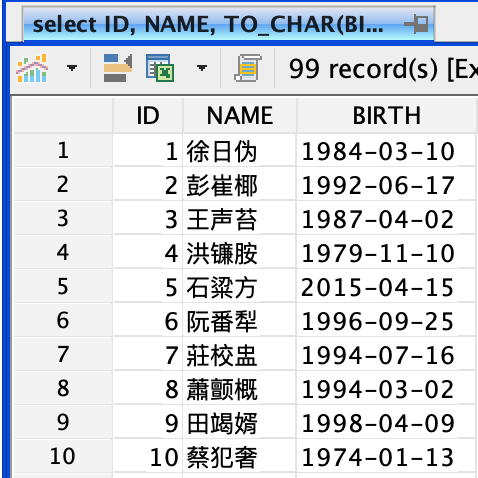 select ID, NAME, TO_CHAR(BI...
99 record(s) [Ex
ID NAME BIRTH
1 1 徐日伪 1984-03-10
2 2 彭崔椰 1992-06-17
3 3 王声苔 1987-04-02
4 4 洪镰胺 1979-11-10
5 5 石粱方 2015-04-15
6 6 阮番犁 1996-09-25
7 7 莊校盅 1994-07-16
8 8 蕭颤概 1994-03-02
9 9 田竭婿 1998-04-09
10 10 蔡犯奢 1974-01-13